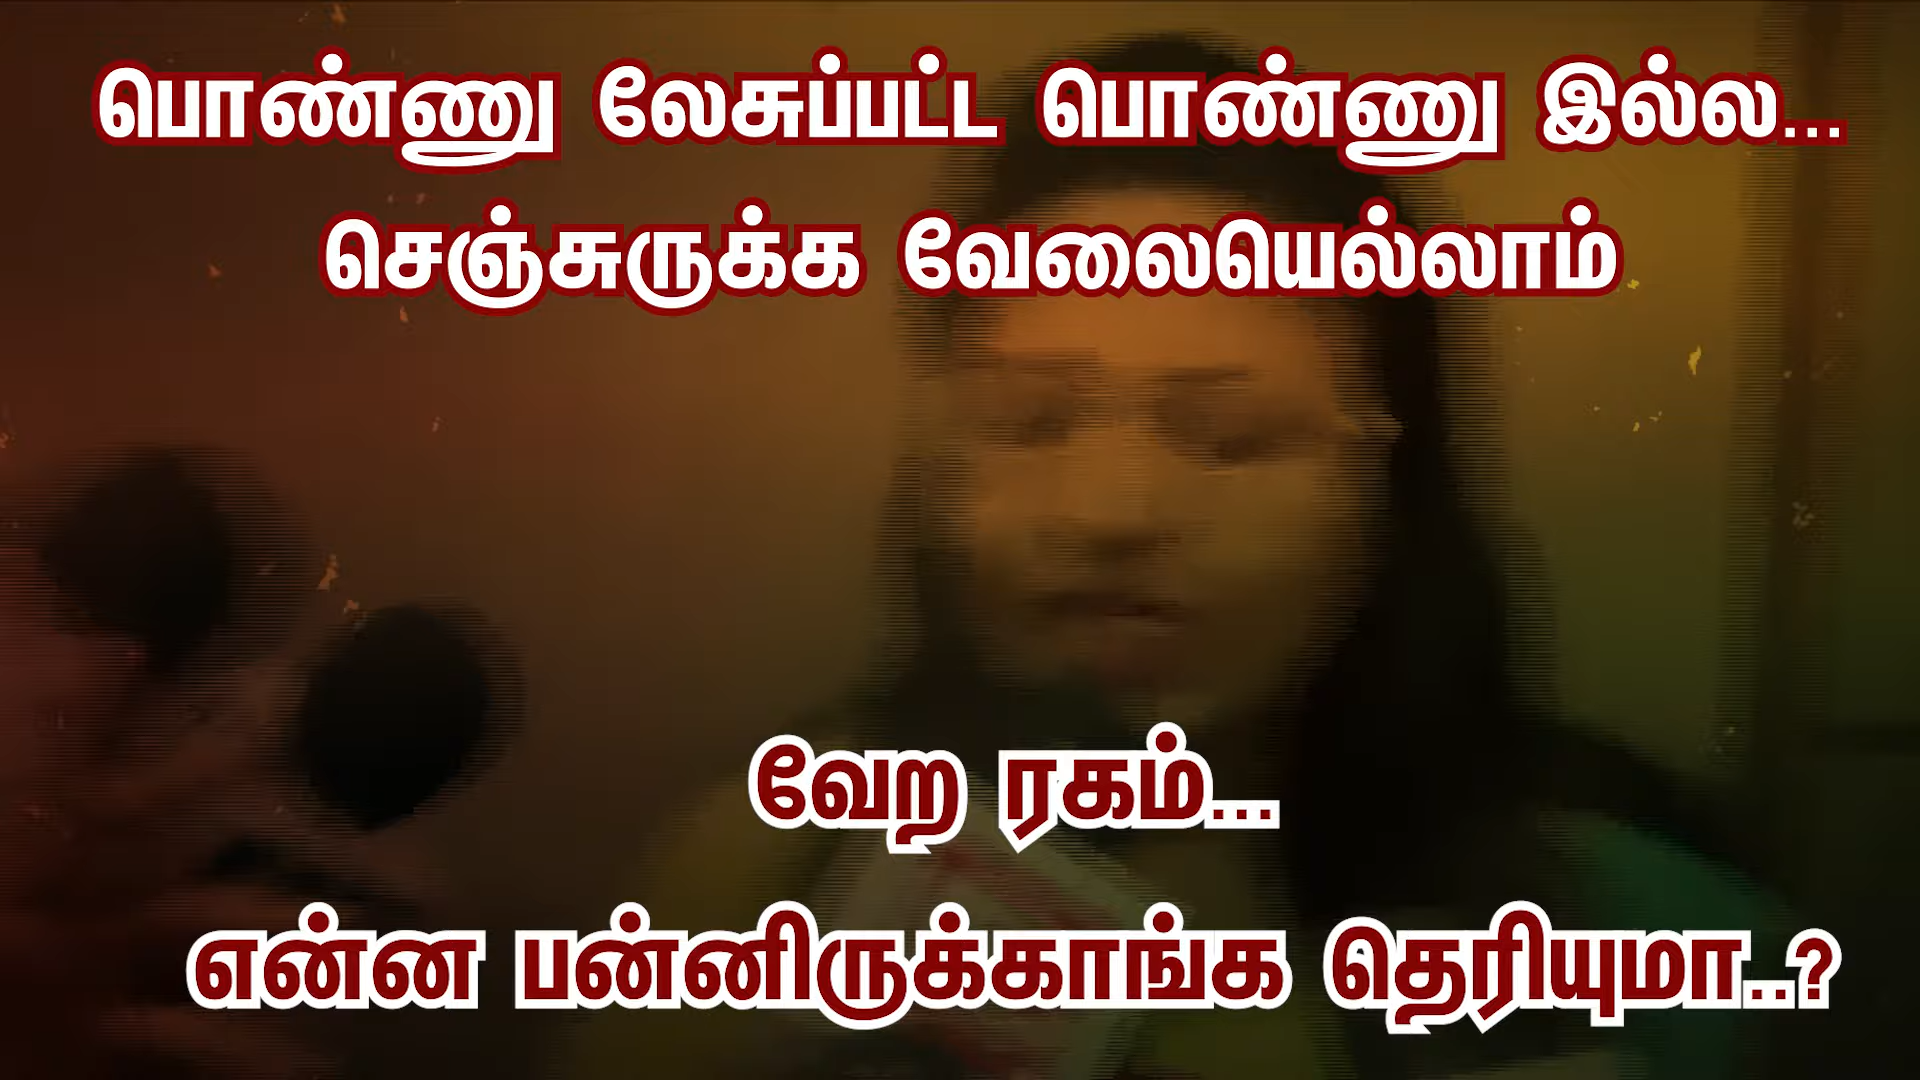 பொண்ணு லேசுப்பட்ட பொண்ணு இல்ல...
செஞ்சுருக்க வேலையெல்லாம்
வேற ரகம்...
என்ன பன்னிருக்காங்க தெரியுமா..?